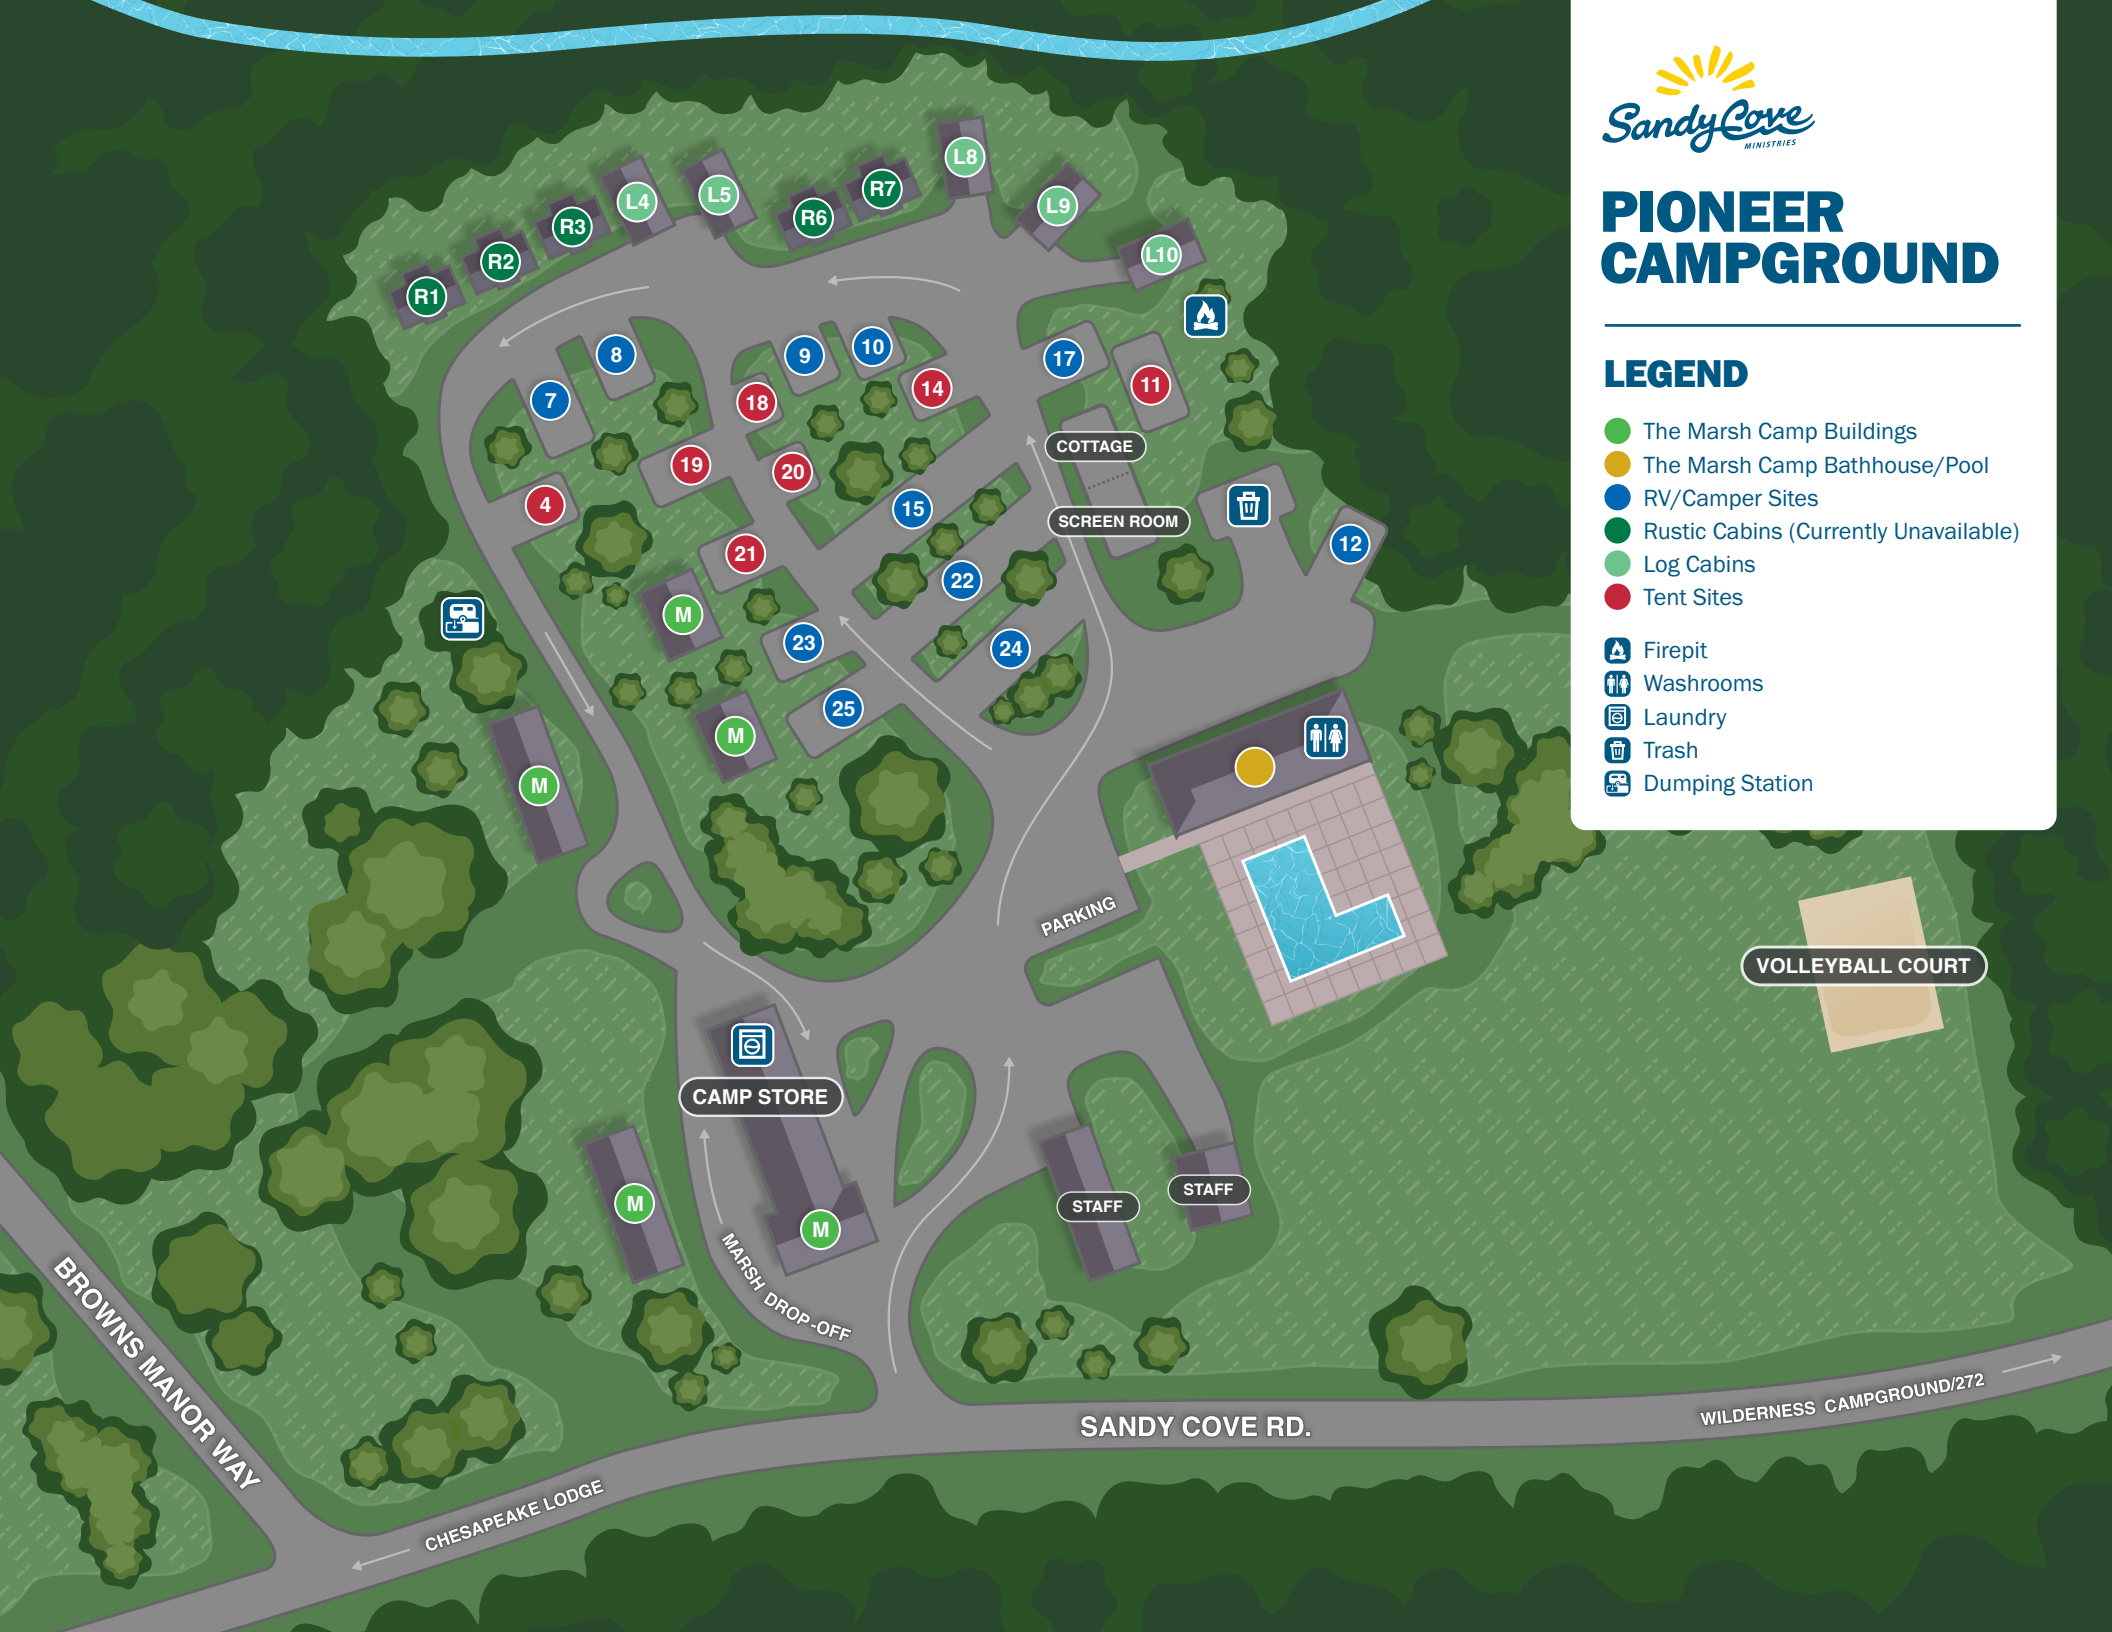 Sandy Cove
MINISTRIES
PIONEER
CAMPGROUND
LEGEND
The Marsh Camp Buildings
The Marsh Camp Bathhouse/Pool
RV/Camper Sites
Rustic Cabins (Currently Unavailable)
Log Cabins
Tent Sites
Firepit
Washrooms
Laundry
Trash
Dumping Station
L8
R7
L5
L4
L9
R6
R3
L10
R2
R1
10
8
9
17
11
14
7
18
COTTAGE
19
20
4
15
SCREEN ROOM
12
21
22
M
23
24
25
M
M
PARKING
VOLLEYBALL COURT
CAMP STORE
M
M
STAFF
STAFF
MARSH DROP-OFF
BROWNS MANOR WAY
SANDY COVE RD.
WILDERNESS CAMPGROUND/272
CHESAPEAKE LODGE